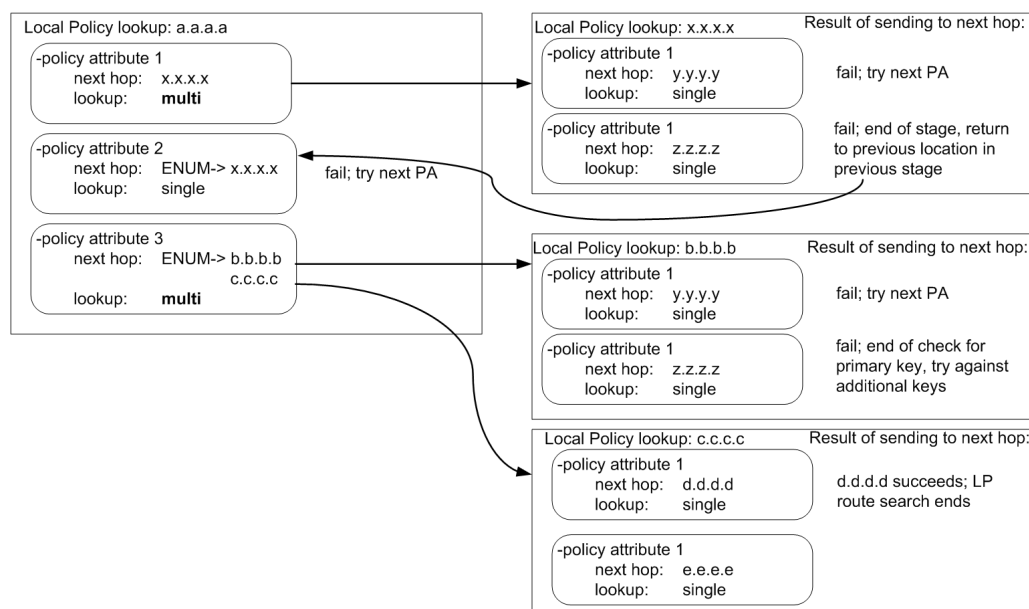 Local Policy lookup: a.a.a.a
-policy attribute 1
next hop: x.x.x.x
lookup: multi
-policy attribute 2
next hop: ENUM-> x.x.x.x
lookup: single
fail; try next PA
-policy attribute 3
next hop: ENUM-> b.b.b.b
c.c.c.c
lookup: multi
Local Policy lookup: x.x.x.x
Result of sending to next hop:
-policy attribute 1
next hop: y.y.y.y
lookup: single
fail; try next PA
-policy attribute 1
next hop: z.z.z.z
lookup: single
fail; end of stage, return
to previous location in
previous stage
Local Policy lookup: b.b.b.b
Result of sending to next hop:
-policy attribute 1
next hop: y.y.y.y
lookup: single
fail; try next PA
-policy attribute 1
next hop: z.z.z.z
lookup: single
fail; end of check for
primary key, try against
additional keys
Local Policy lookup: c.c.c.c
Result of sending to next hop:
-policy attribute 1
next hop: d.d.d.d
lookup: single
d.d.d.d succeeds; LP
route search ends
-policy attribute 1
next hop: e.e.e.e
lookup: single